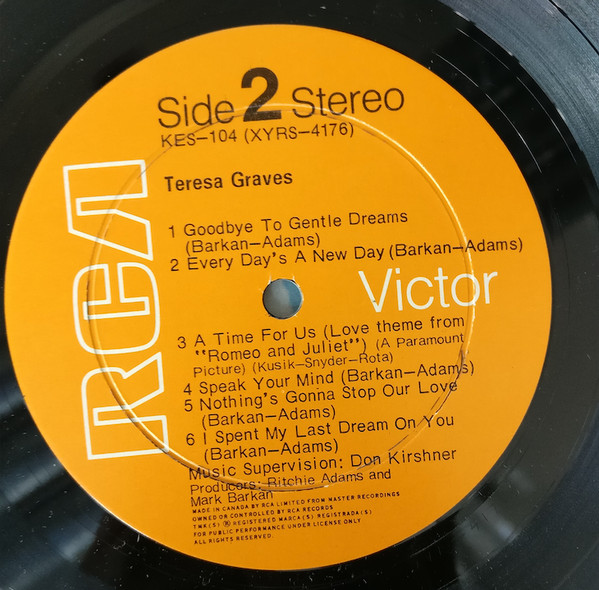 Side 2 Stereo
KES-104 (XYRS-4176)
RCA
Teresa Graves
1 Goodbye To Gentle Dreams
(Barkan-Adams)
2 Every Day's A New Day (Barkan-Adams)
Victor
3 A Time For Us (Love theme from
"Romeo and Juliet") (A Paramount
Picture) (Kusik-Snyder-Rota)
4 Speak Your Mind (Barkan-Adams)
5 Nothing's Gonna Stop Our Love
(Barkan-Adams)
6 I Spent My Last Dream On You
(Barkan-Adams)
Music Supervision: Don Kirshner
Producers: Ritchie Adams and
Mark Barkan
MADE IN CANADA BY RCA LIMITED FROM MASTER RECORDINGS
OWNED OR CONTROLLED BY RCA RECORDS
TMK(S) ® REGISTERED MARCA(S) REGISTRADA(S)
FOR PUBLIC PERFORMANCE UNDER LICENSE ONLY
ALL RIGHTS RESERVED.